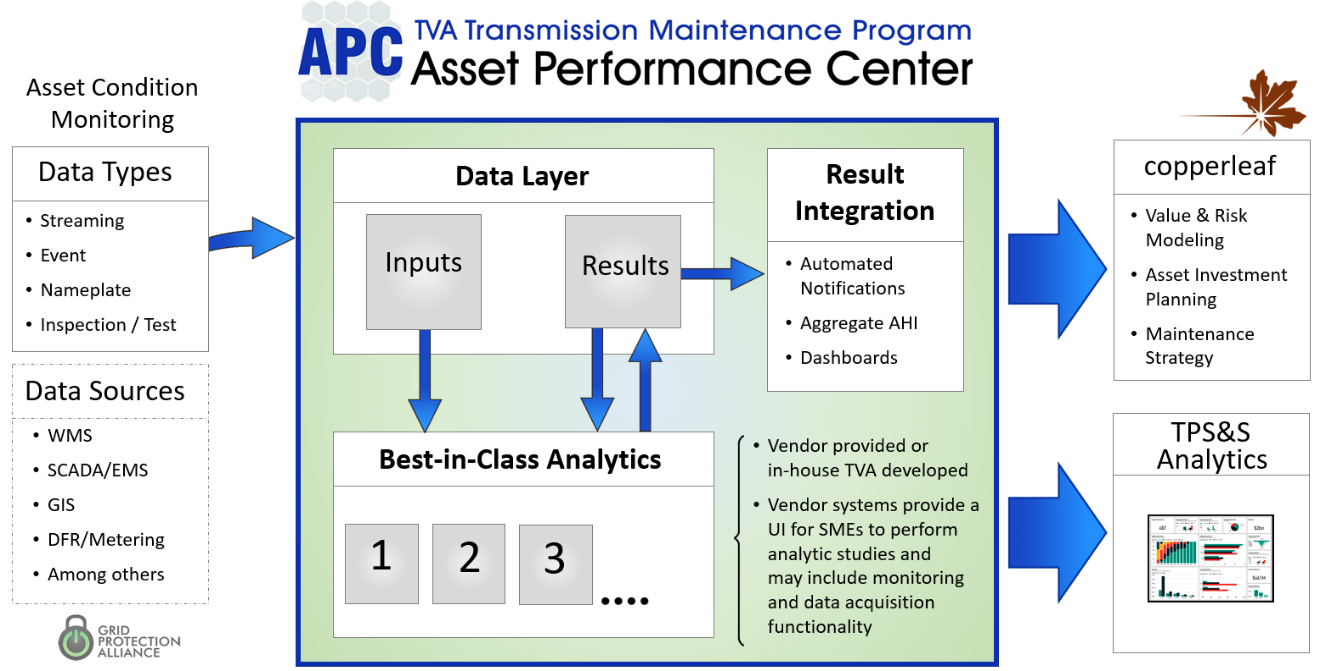 APC
TVA Transmission Maintenance Program
Asset Performance Center
Asset Condition
Monitoring
Data Types
• Streaming
• Event
• Nameplate
• Inspection / Test
Data Sources
• WMS
• SCADA/EMS
• GIS
• DFR/Metering
• Among others
GRID
PROTECTION
ALLIANCE
Data Layer
Inputs
Results
Result
Integration
• Automated
Notifications
• Aggregate AHI
• Dashboards
Best-in-Class Analytics
1
2
3
....
• Vendor provided or
in-house TVA developed
• Vendor systems provide a
UI for SMEs to perform
analytic studies and
may include monitoring
and data acquisition
functionality
copperleaf
• Value & Risk
Modeling
• Asset Investment
Planning
• Maintenance
Strategy
TPS&S
Analytics
487
$2bn
$461M